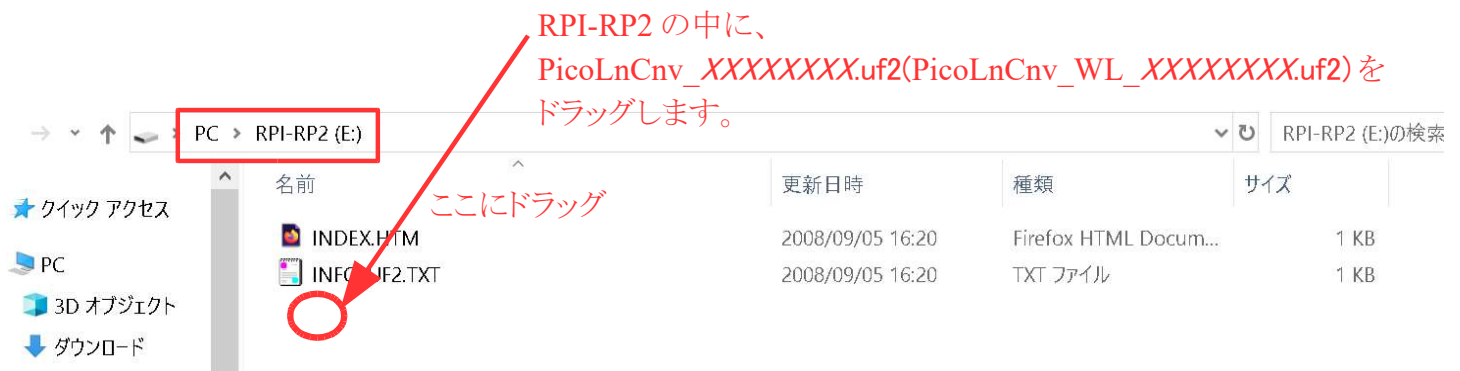 RPI-RP2 の中に、
PicoLnCnv_XXXXXXXX.uf2(PicoLnCnv_WL_XXXXXXXX.uf2)を
ドラッグします。
PC > RPI-RP2 (E:)
RPI-RP2 (E:)の検索
名前 更新日時 種類 サイズ
ここにドラッグ
クイック アクセス
INDEX.HTM 2008/09/05 16:20 Firefox HTML Docum... 1 KB
PC
INFO_UF2.TXT 2008/09/05 16:20 TXT ファイル 1 KB
3D オブジェクト
ダウンロード